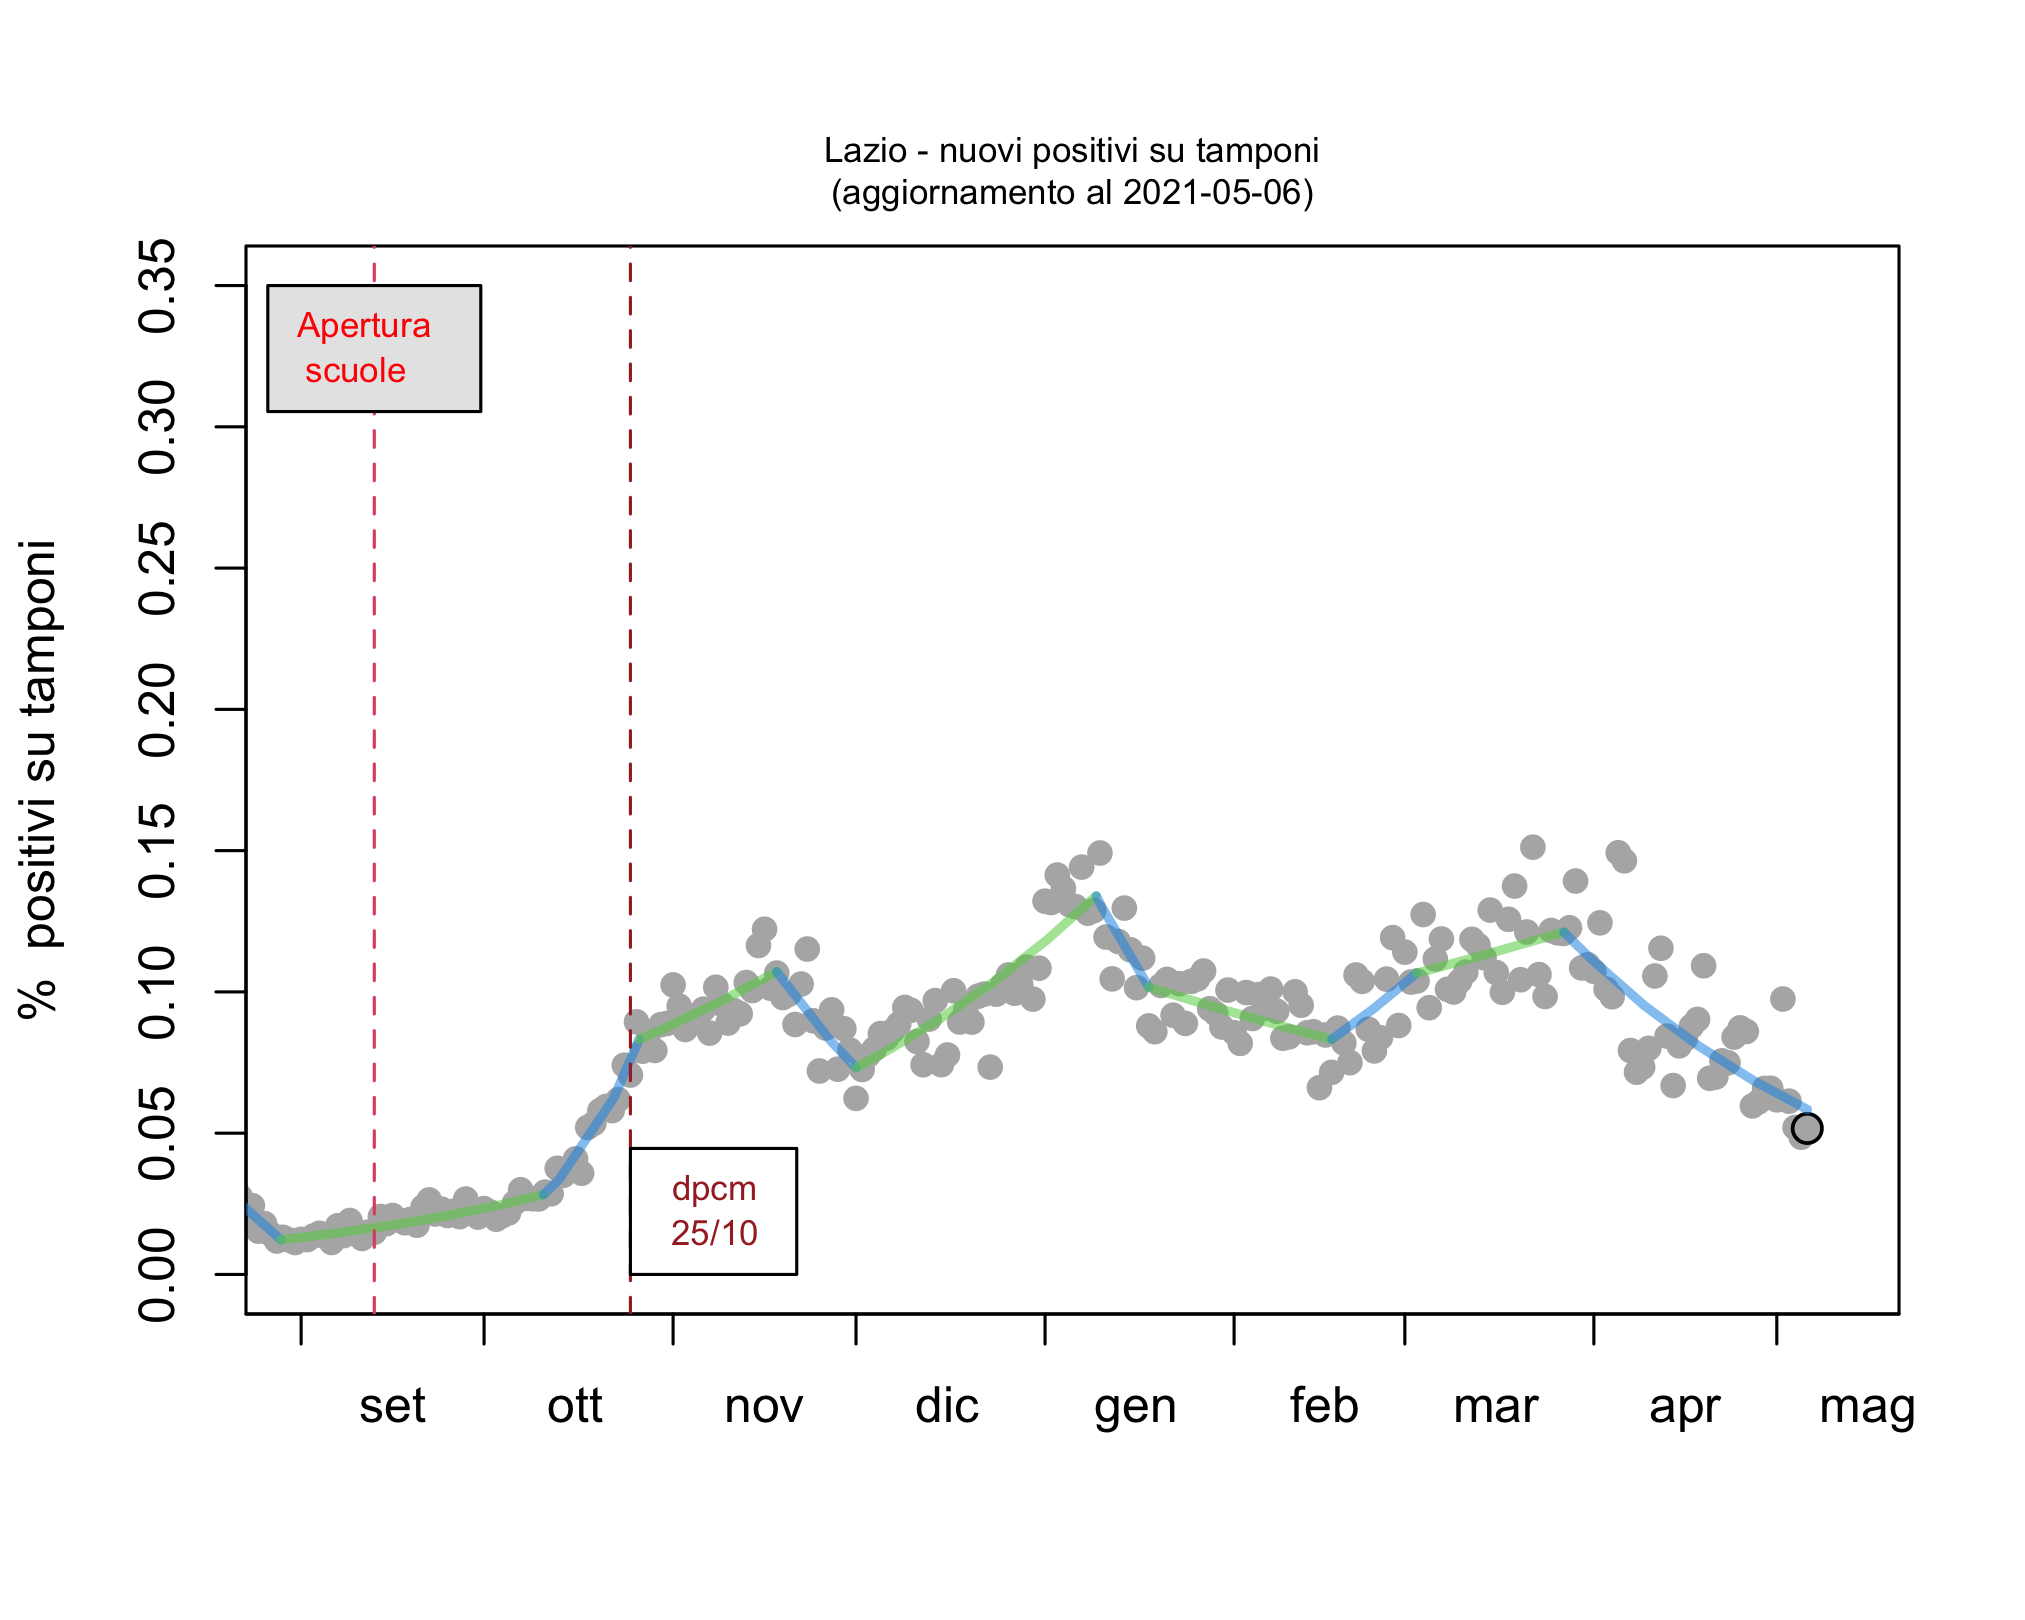 Lazio - nuovi positivi su tamponi
(aggiornamento al 2021-05-06)
% positivi su tamponi
0.35
0.30
0.25
0.20
0.15
0.10
0.05
0.00
Apertura
scuole
dpcm
25/10
set ott nov dic gen feb mar apr mag